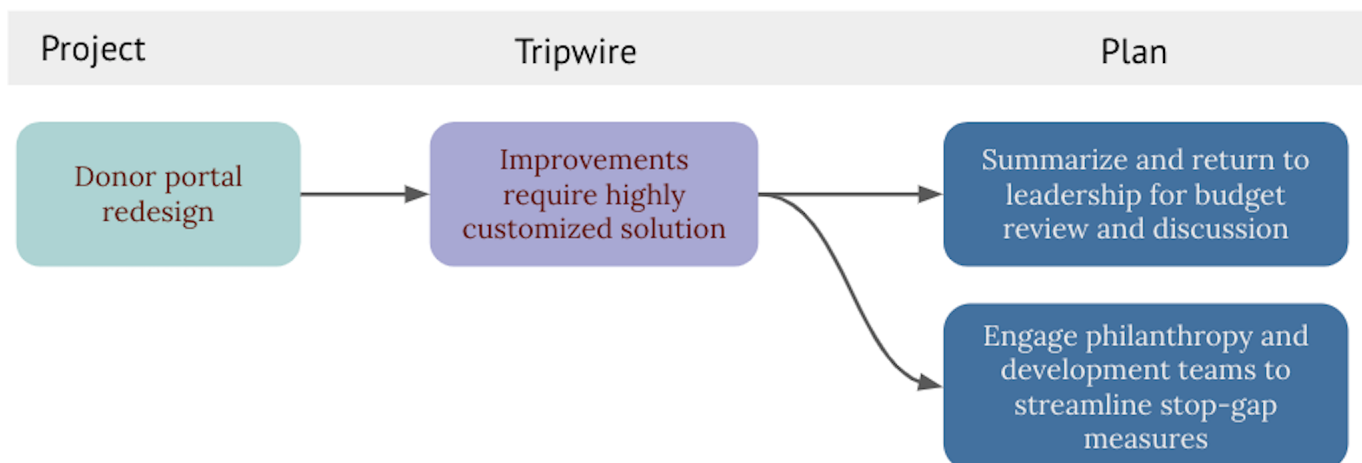 Project
Tripwire
Plan
Donor portal
redesign
Improvements
require highly
customized solution
Summarize and return to
leadership for budget
review and discussion
Engage philanthropy and
development teams to
streamline stop-gap
measures